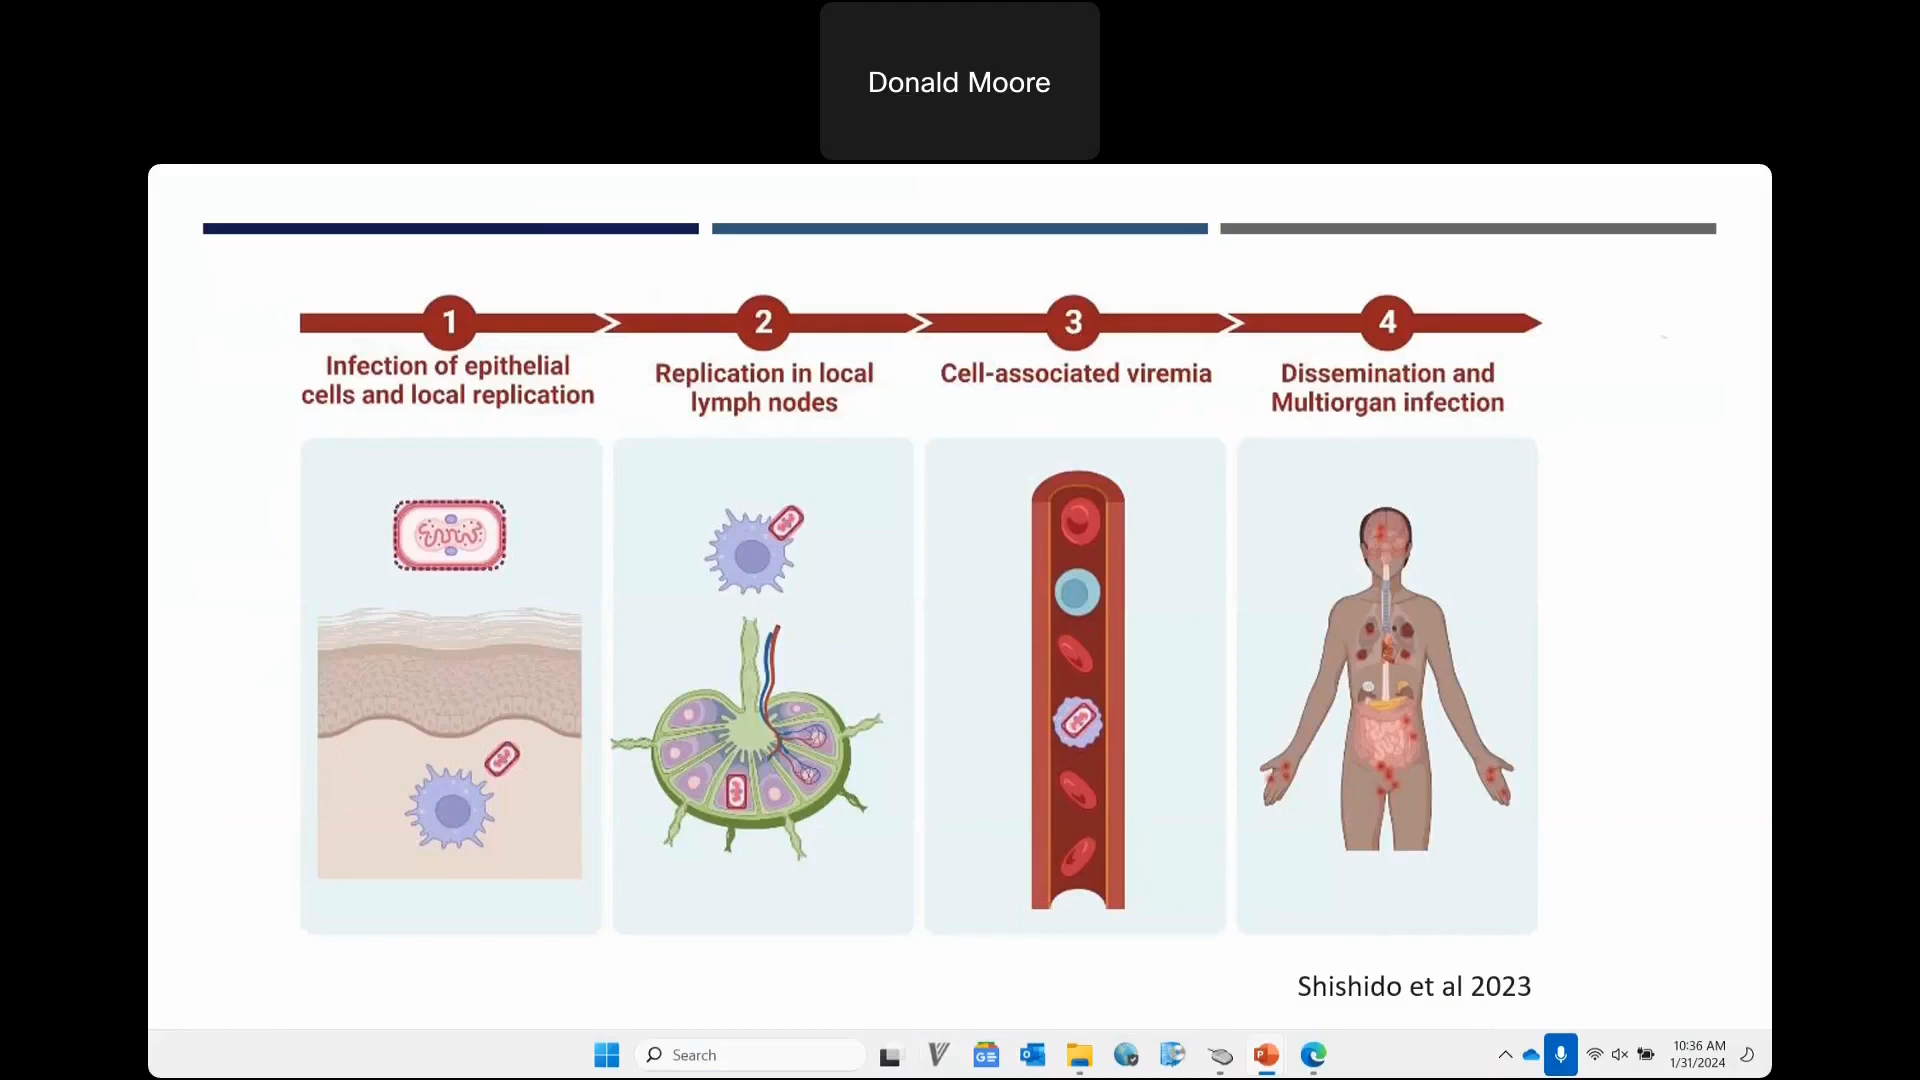 Donald Moore
1
2
3
4
Infection of epithelial
cells and local replication
Replication in local
lymph nodes
Cell-associated viremia
Dissemination and
Multiorgan infection
Shishido et al 2023
Search
10:36 AM
1/31/2024